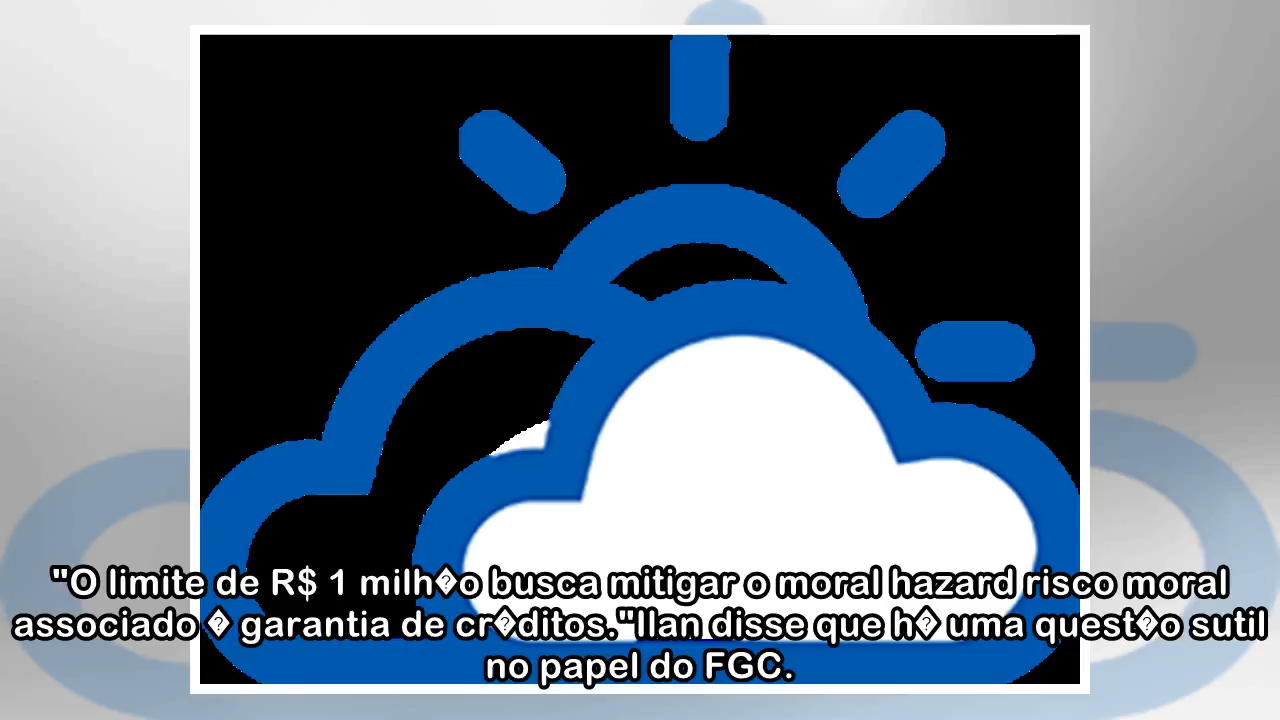 "O limite de R$ 1 milh�o busca mitigar o moral hazard risco moral
associado � garantia de cr�ditos."Ilan disse que h� uma quest�o sutil
no papel do FGC.